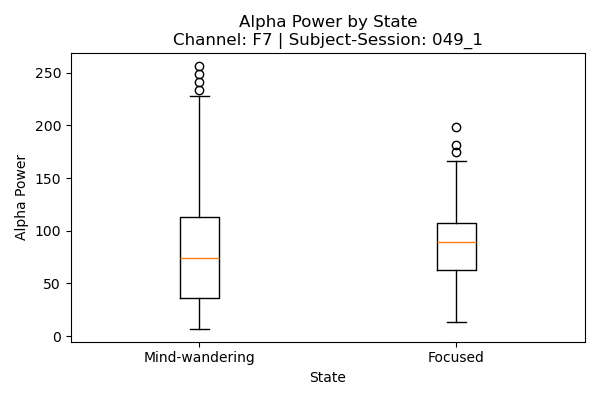 Alpha Power by State
Channel: F7 | Subject-Session: 049_1
Alpha Power
250
200
150
100
50
0
Mind-wandering
Focused
State